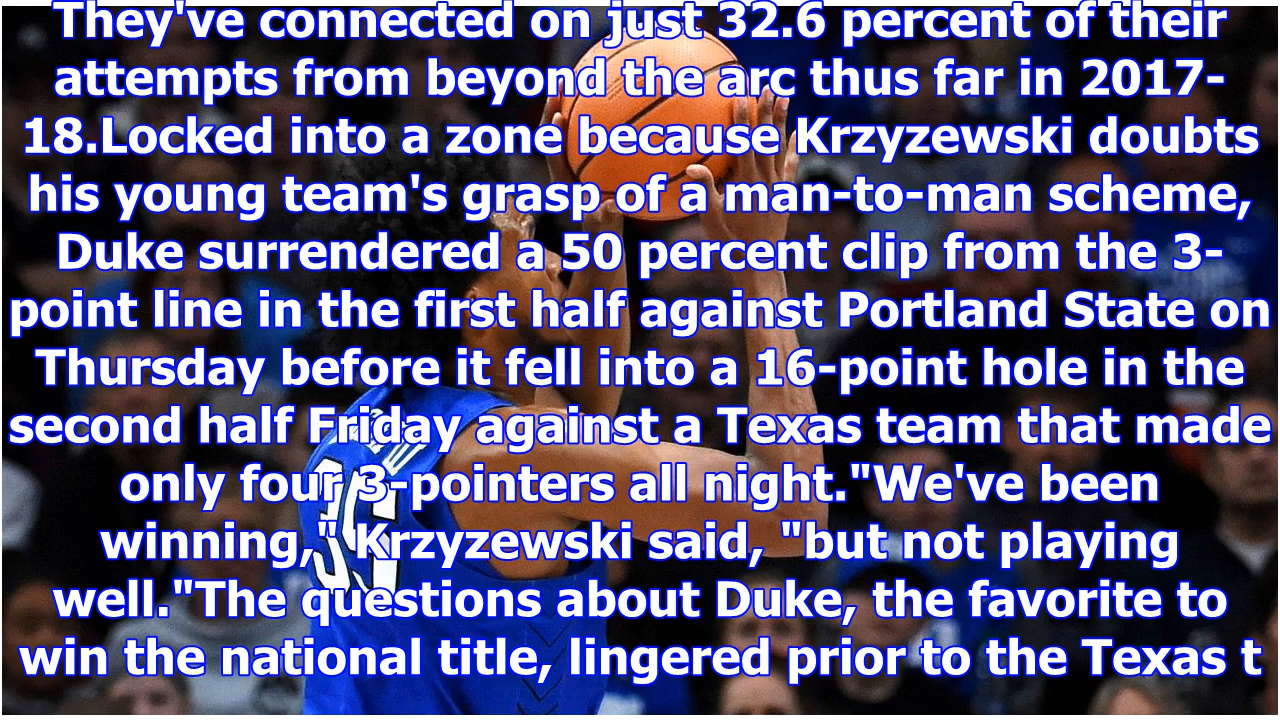 They've connected on just 32.6 percent of their
attempts from beyond the arc thus far in 2017-
18.Locked into a zone because Krzyzewski doubts
his young team's grasp of a man-to-man scheme,
Duke surrendered a 50 percent clip from the 3-
point line in the first half against Portland State on
Thursday before it fell into a 16-point hole in the
second half Friday against a Texas team that made
only four 3-pointers all night."We've been
winning," Krzyzewski said, "but not playing
well."The questions about Duke, the favorite to
win the national title, lingered prior to the Texas t
35